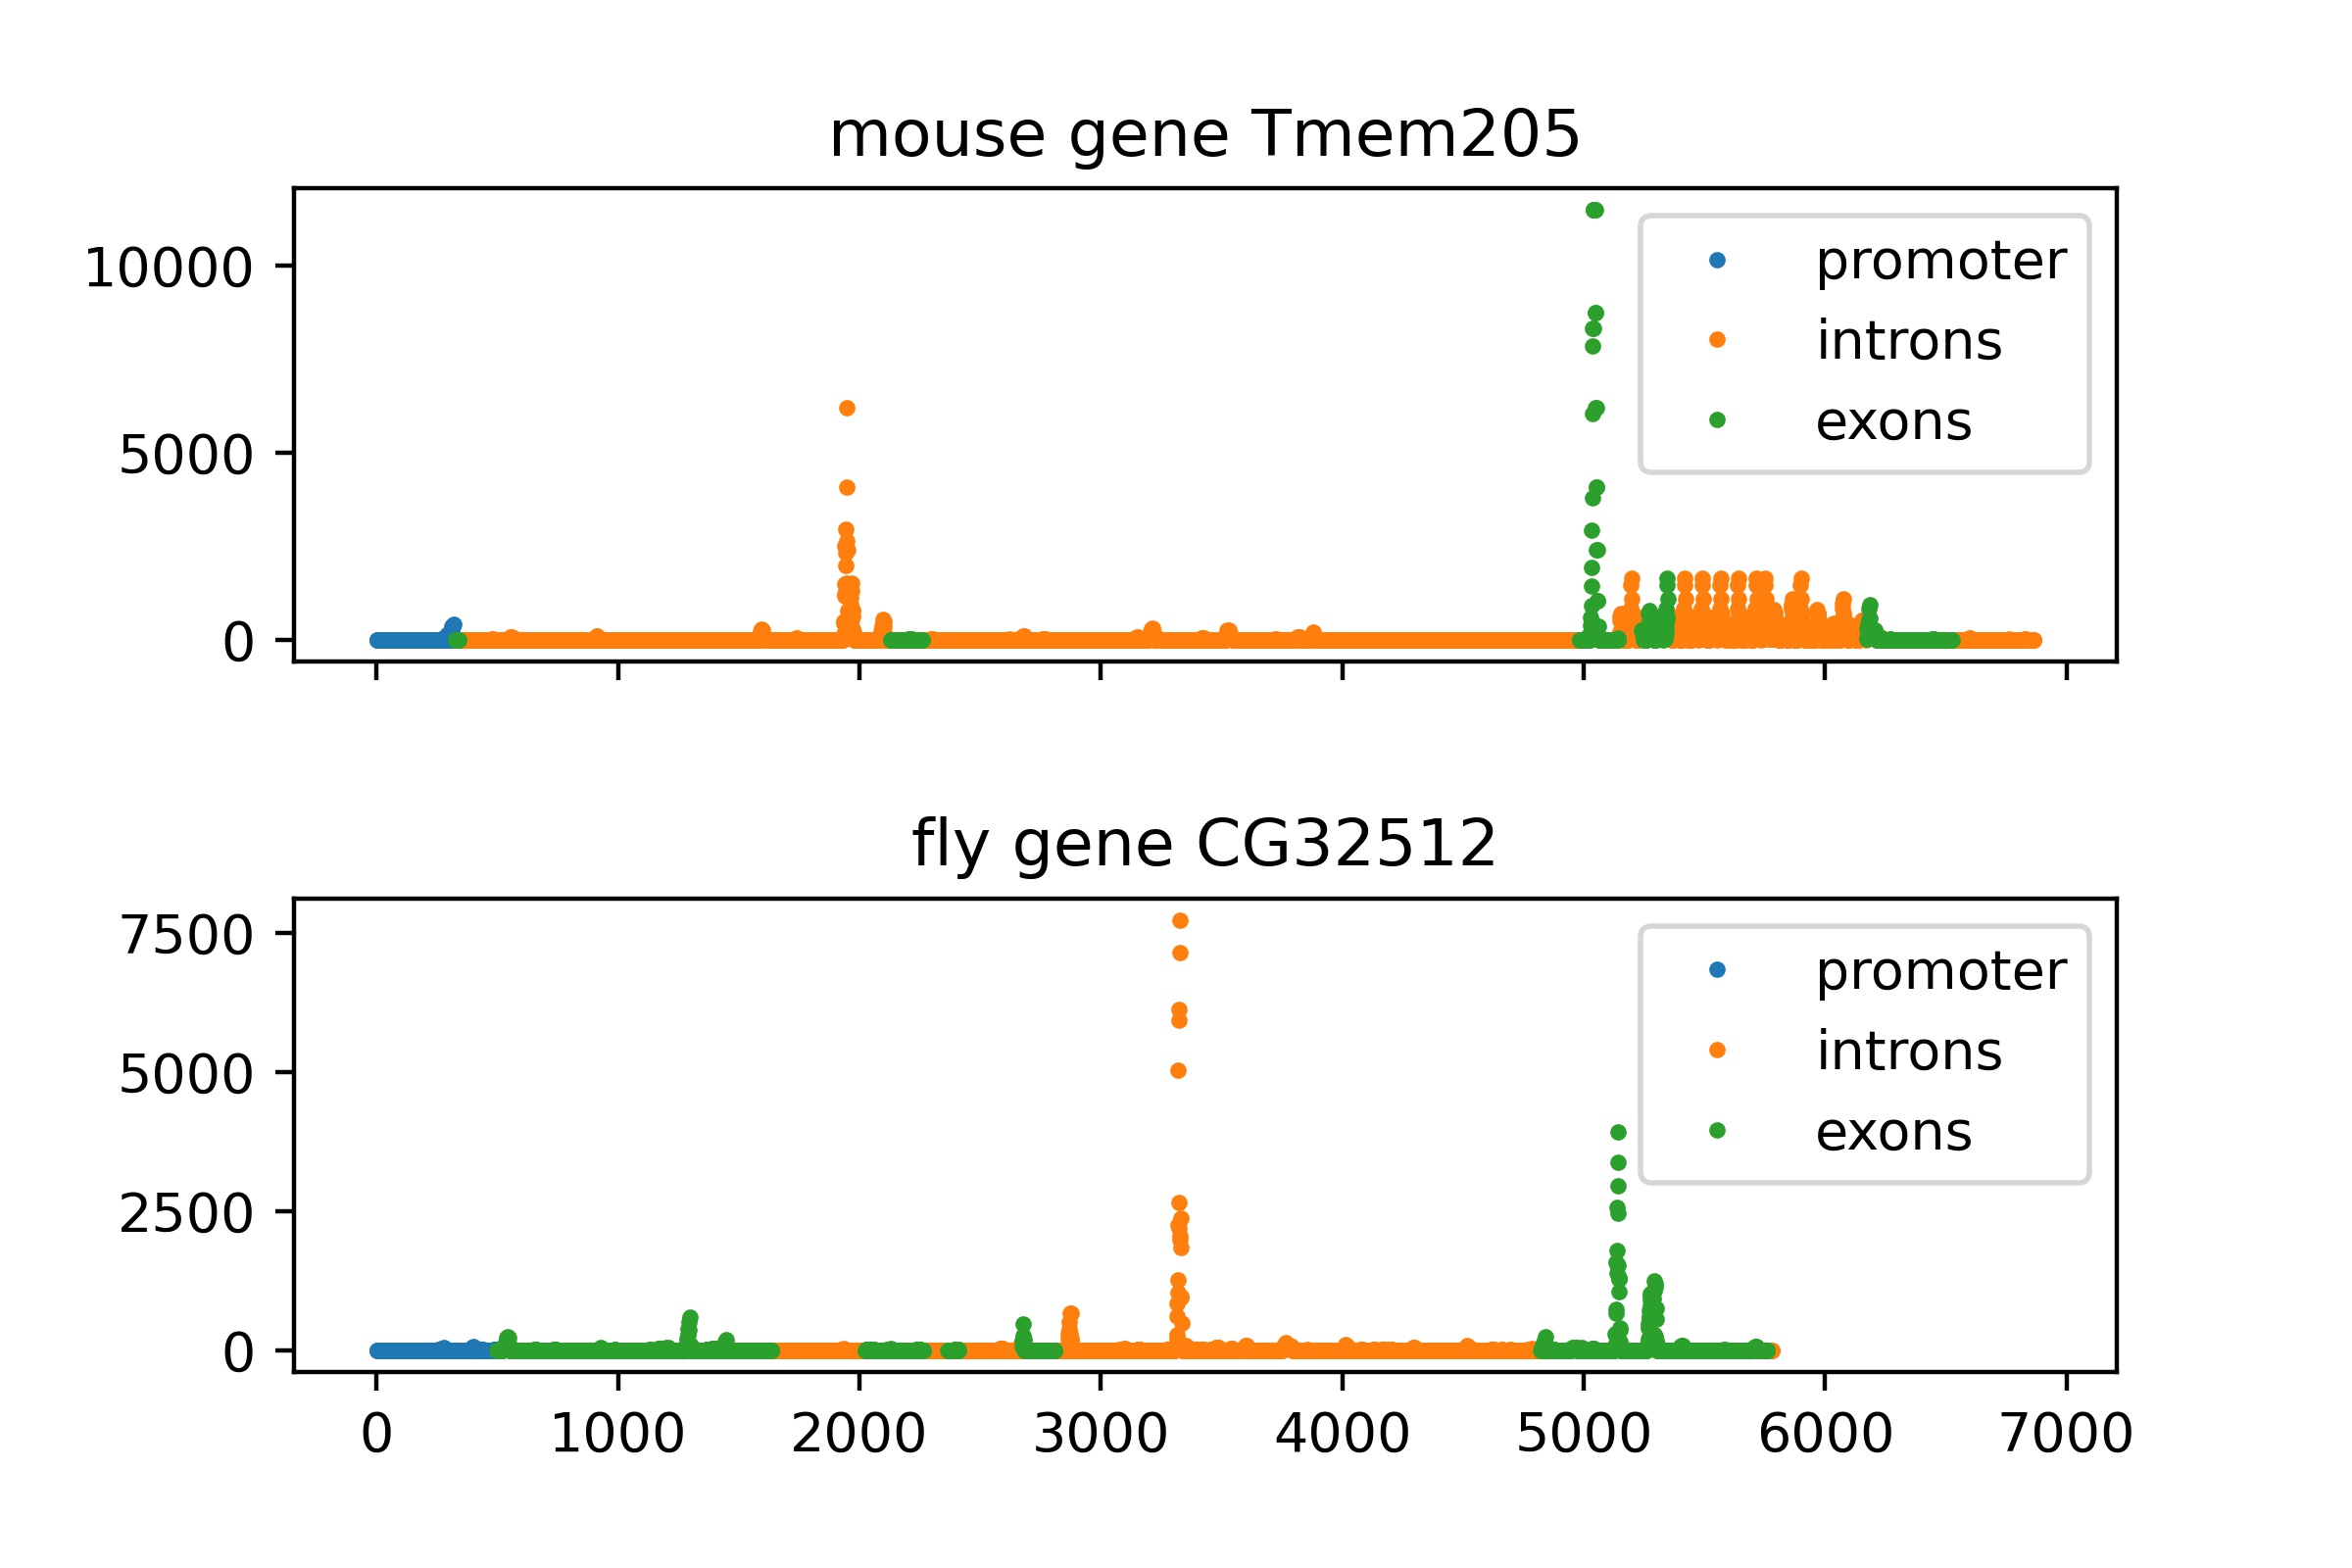 mouse gene Tmem205
10000
5000
0
promoter
introns
exons
fly gene CG32512
7500
5000
2500
0
promoter
introns
exons
0 1000 2000 3000 4000 5000 6000 7000